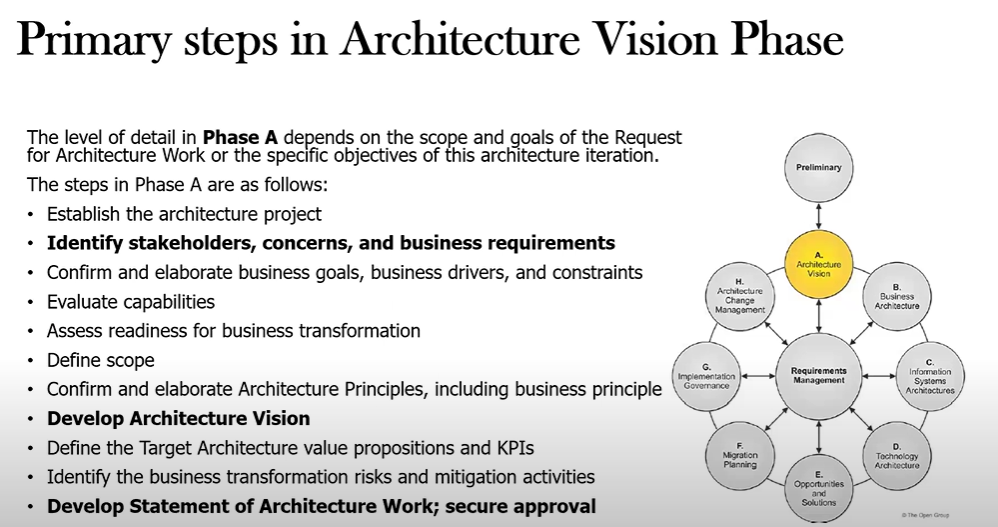 Primary steps in Architecture Vision Phase
The level of detail in Phase A depends on the scope and goals of the Request
for Architecture Work or the specific objectives of this architecture iteration.
The steps in Phase A are as follows:
• Establish the architecture project
• Identify stakeholders, concerns, and business requirements
• Confirm and elaborate business goals, business drivers, and constraints
• Evaluate capabilities
• Assess readiness for business transformation
• Define scope
• Confirm and elaborate Architecture Principles, including business principle
• Develop Architecture Vision
• Define the Target Architecture value propositions and KPIs
• Identify the business transformation risks and mitigation activities
• Develop Statement of Architecture Work; secure approval
Preliminary
A.
Architecture
Vision
B.
Business
Architecture
C.
Information
Systems
Architectures
D.
Technology
Architecture
E.
Opportunities
and
Solutions
F.
Migration
Planning
G.
Implementation
Governance
H.
Architecture
Change
Management
Requirements
Management
© The Open Group